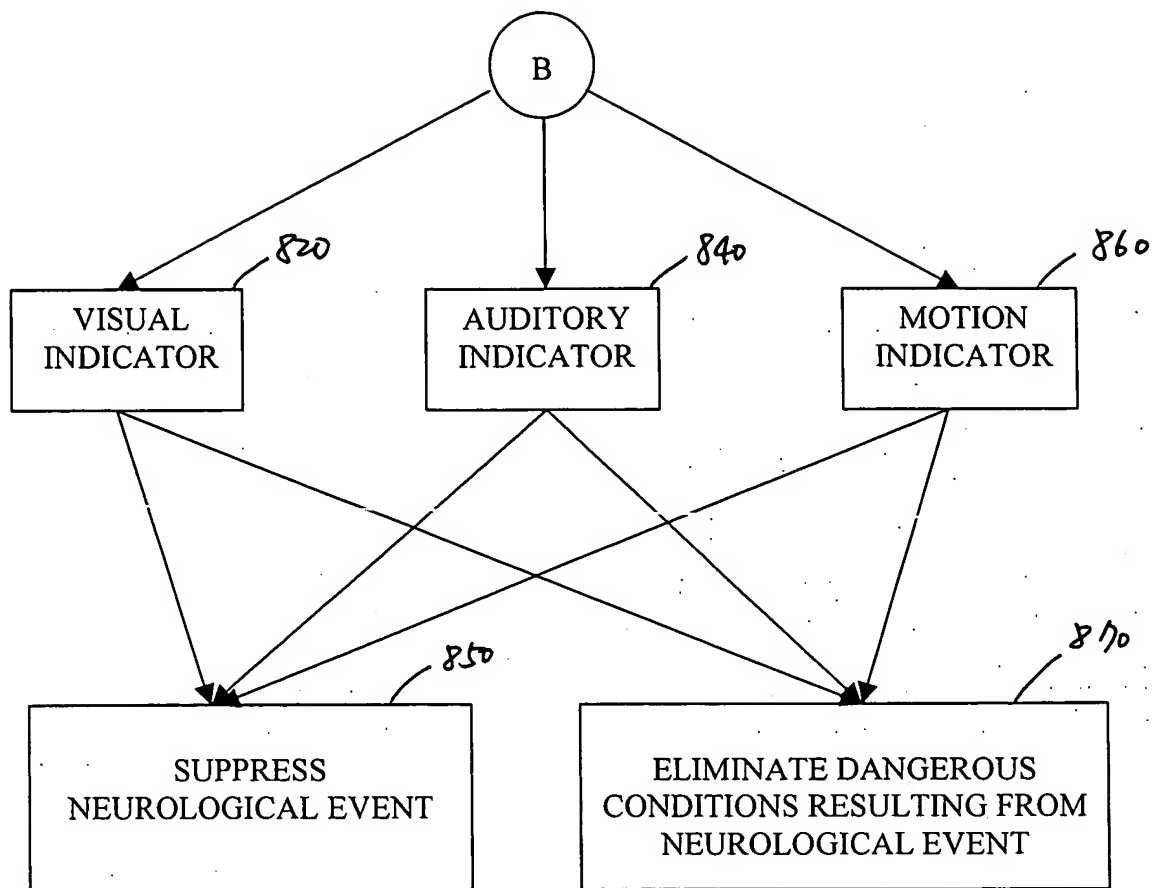 B
820
840
860
VISUAL
INDICATOR
AUDITORY
INDICATOR
MOTION
INDICATOR
850
870
SUPPRESS
NEUROLOGICAL EVENT
ELIMINATE DANGEROUS
CONDITIONS RESULTING FROM
NEUROLOGICAL EVENT